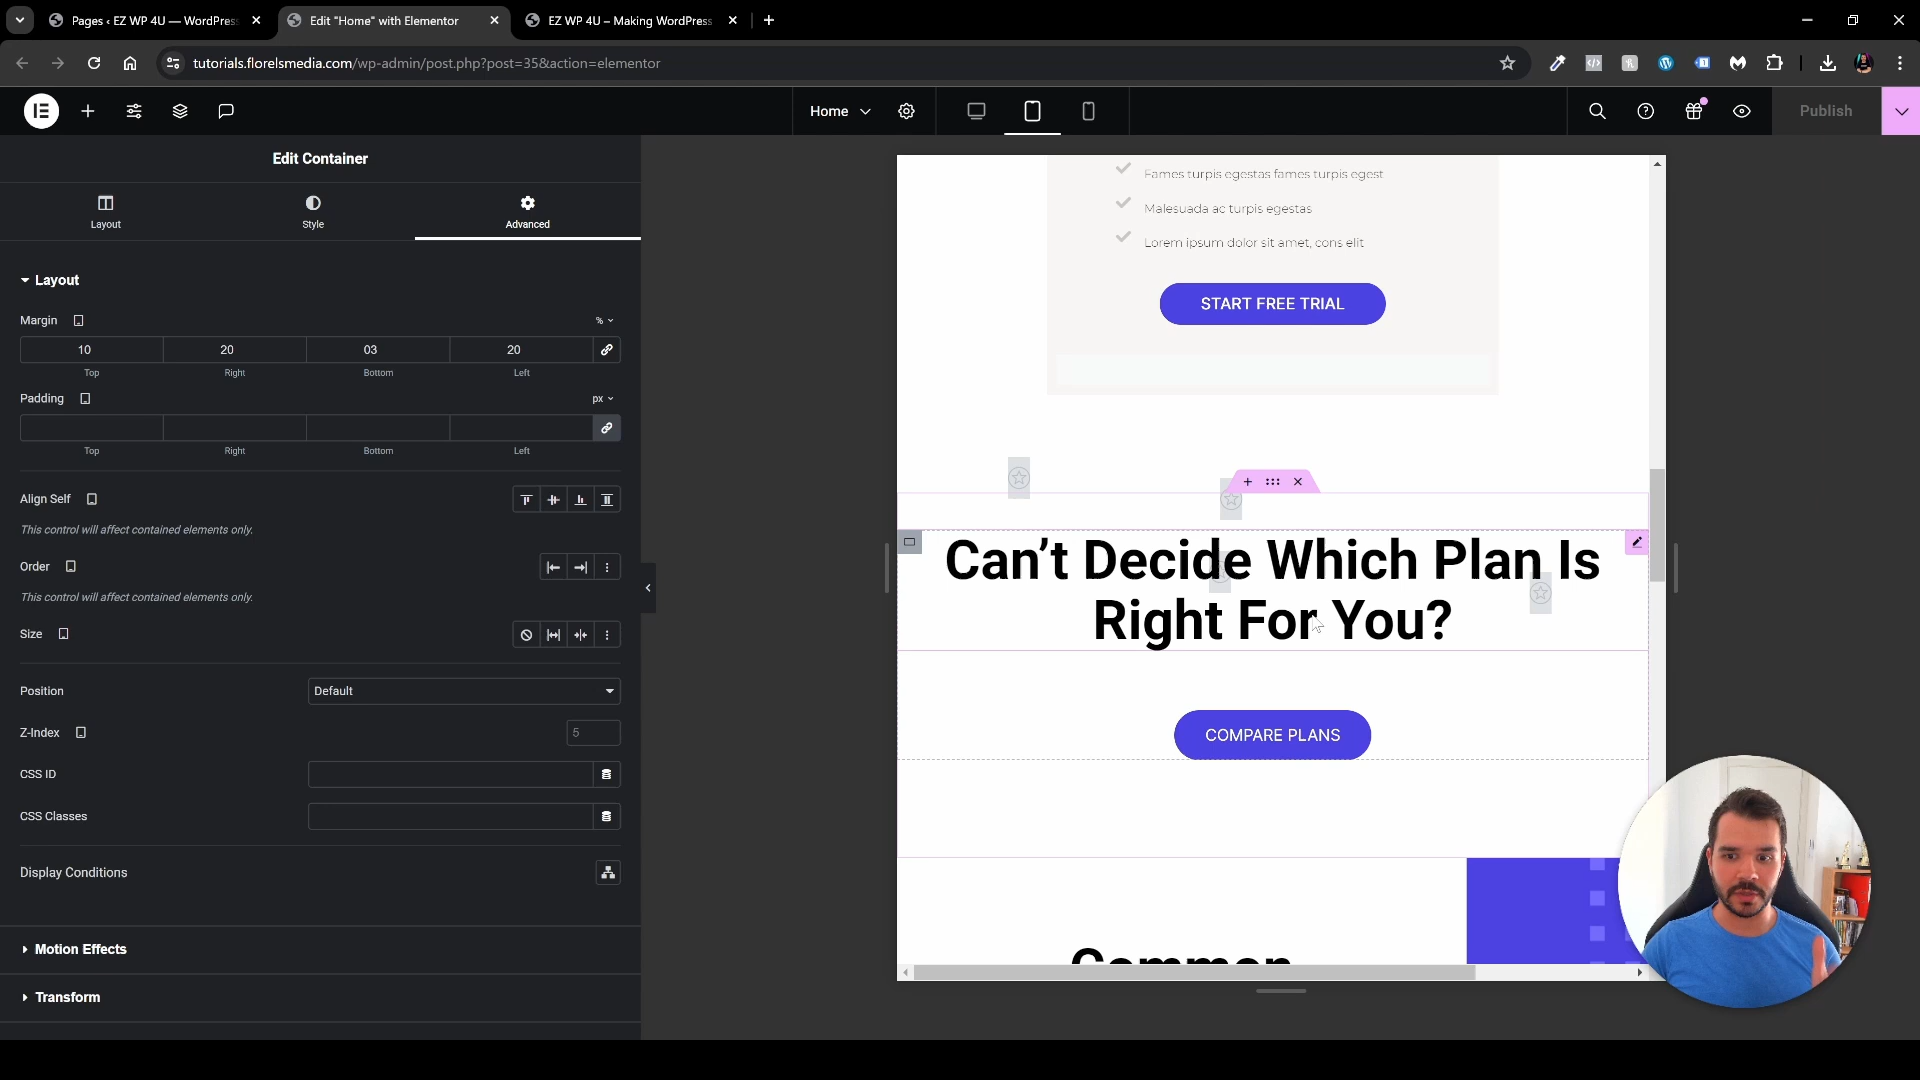 Pages ‹ EZ WP 4U — WordPres
Edit "Home" with Elementor
EZ WP 4U – Making WordPress
tutorials.florelsmedia.com/wp-admin/post.php?post=35&action=elementor
Home
Publish
Edit Container
Layout
Style
Advanced
Layout
Margin
%
10
20
03
20
Top
Right
Bottom
Left
Padding
px
Top
Right
Bottom
Left
Align Self
This control will affect contained elements only.
Order
This control will affect contained elements only.
Size
Position
Default
Z-Index
5
CSS ID
CSS Classes
Display Conditions
Motion Effects
Transform
Fames turpis egestas fames turpis egest
Malesuada ac turpis egestas
Lorem ipsum dolor sit amet, cons elit
START FREE TRIAL
Can’t Decide Which Plan Is
Right For You?
COMPARE PLANS
Common